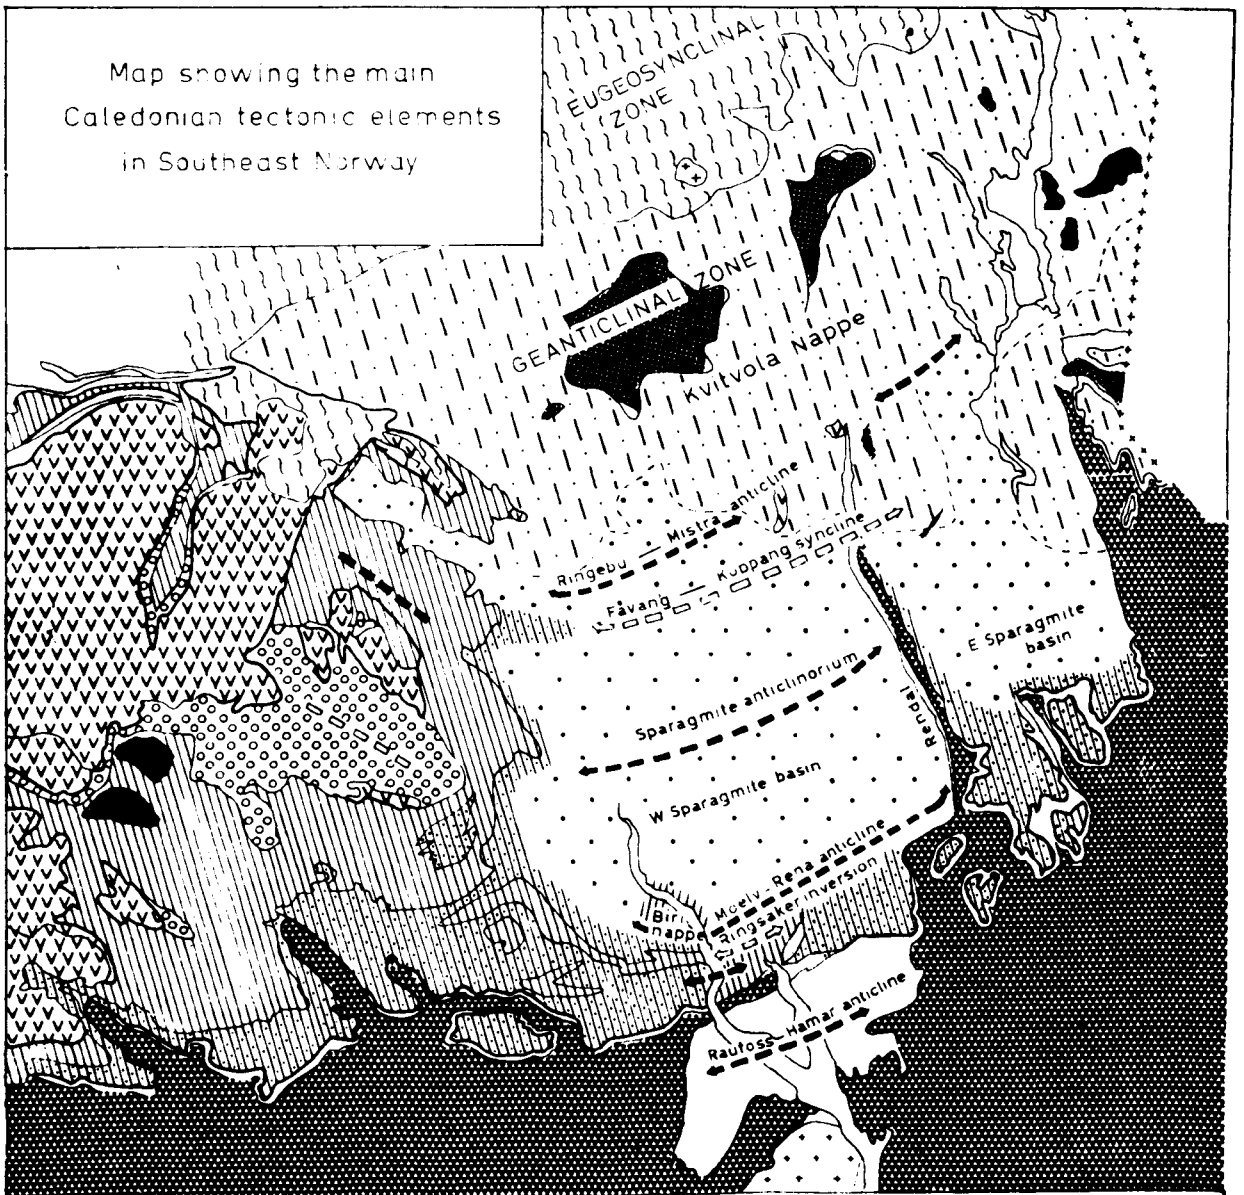 Map showing the main
Caledonian tectonic elements
in Southeast Norway
EUGEOSYNCLINAL
ZONE
GEANTICLINAL ZONE
Kvitvola Nappe
Ringebu - Mistra anticline
Fåvang - Koppang syncline
E Sparagmite
basin
Sparagmite anticlinorium
Rendal
W Sparagmite basin
Moelv - Rena anticline
Ringsaker inversion
Biri
nappe
Raufoss - Hamar anticline